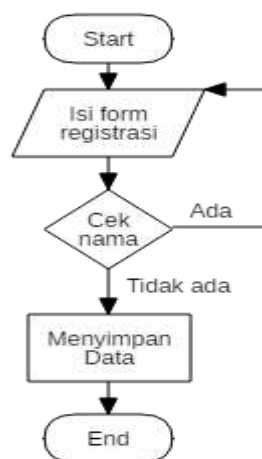 Start
Isi form
registrasi
Cek
nama
Ada
Tidak ada
Menyimpan
Data
End